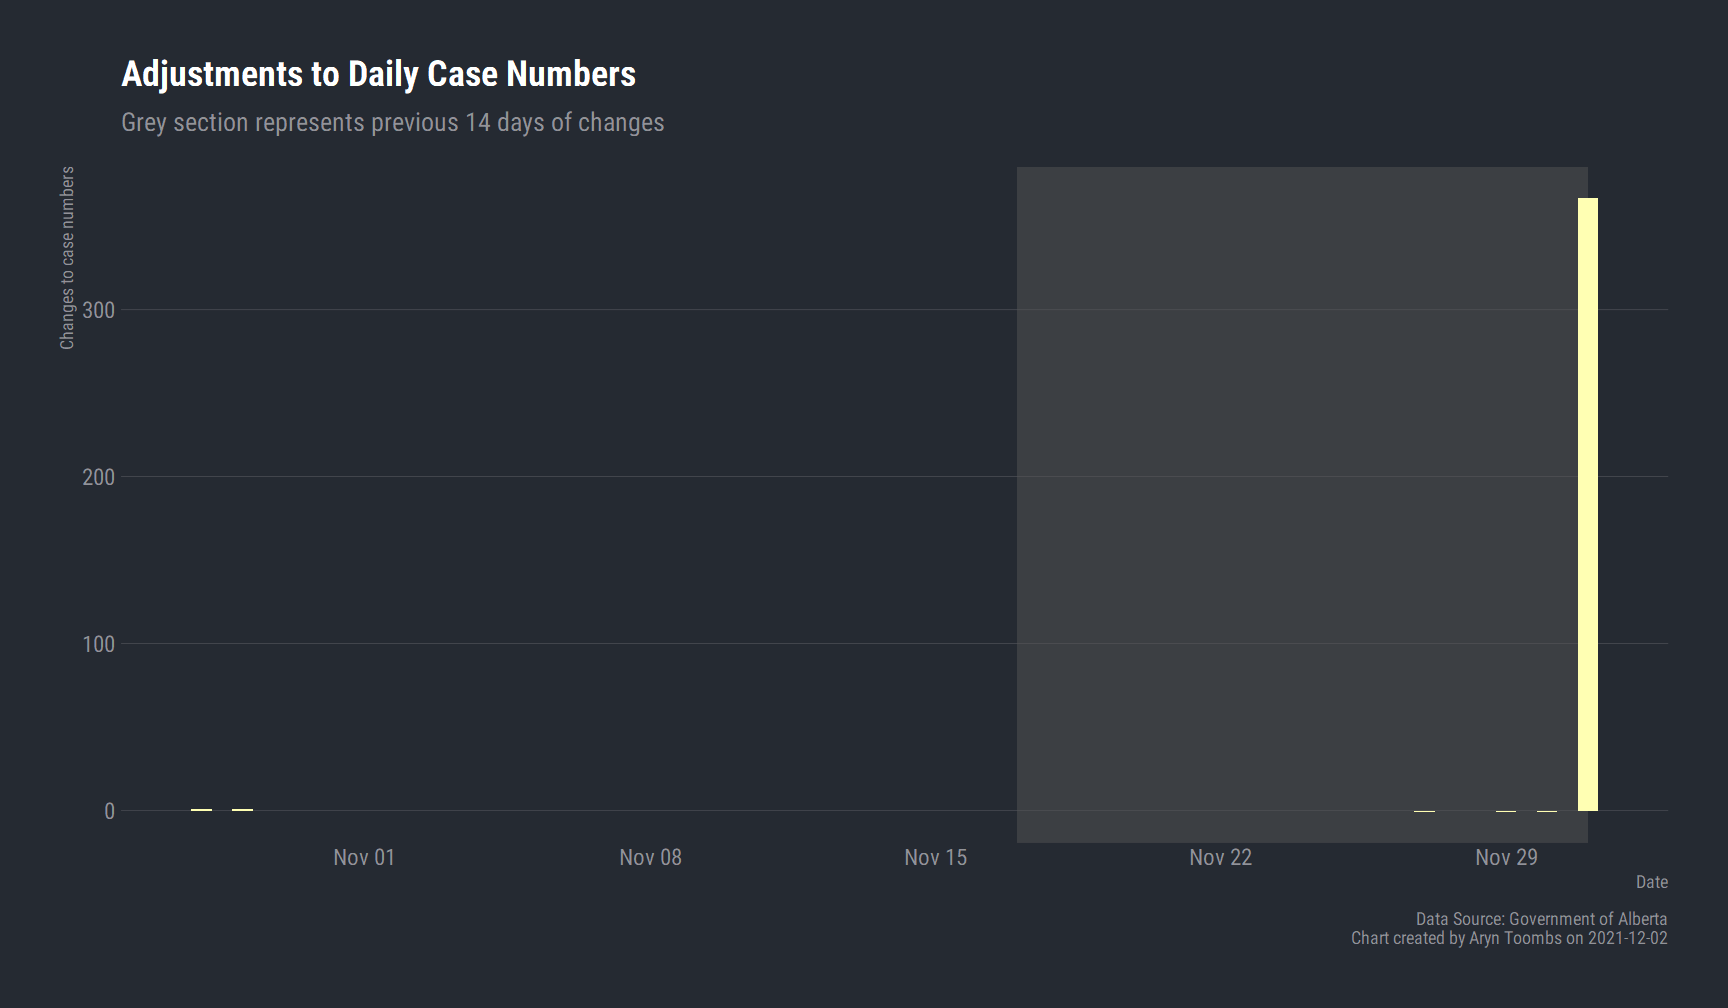 Adjustments to Daily Case Numbers
Grey section represents previous 14 days of changes
Changes to case numbers
300
200
100
0
Nov 01
Nov 08
Nov 15
Nov 22
Nov 29
Date
Data Source: Government of Alberta
Chart created by Aryn Toombs on 2021-12-02